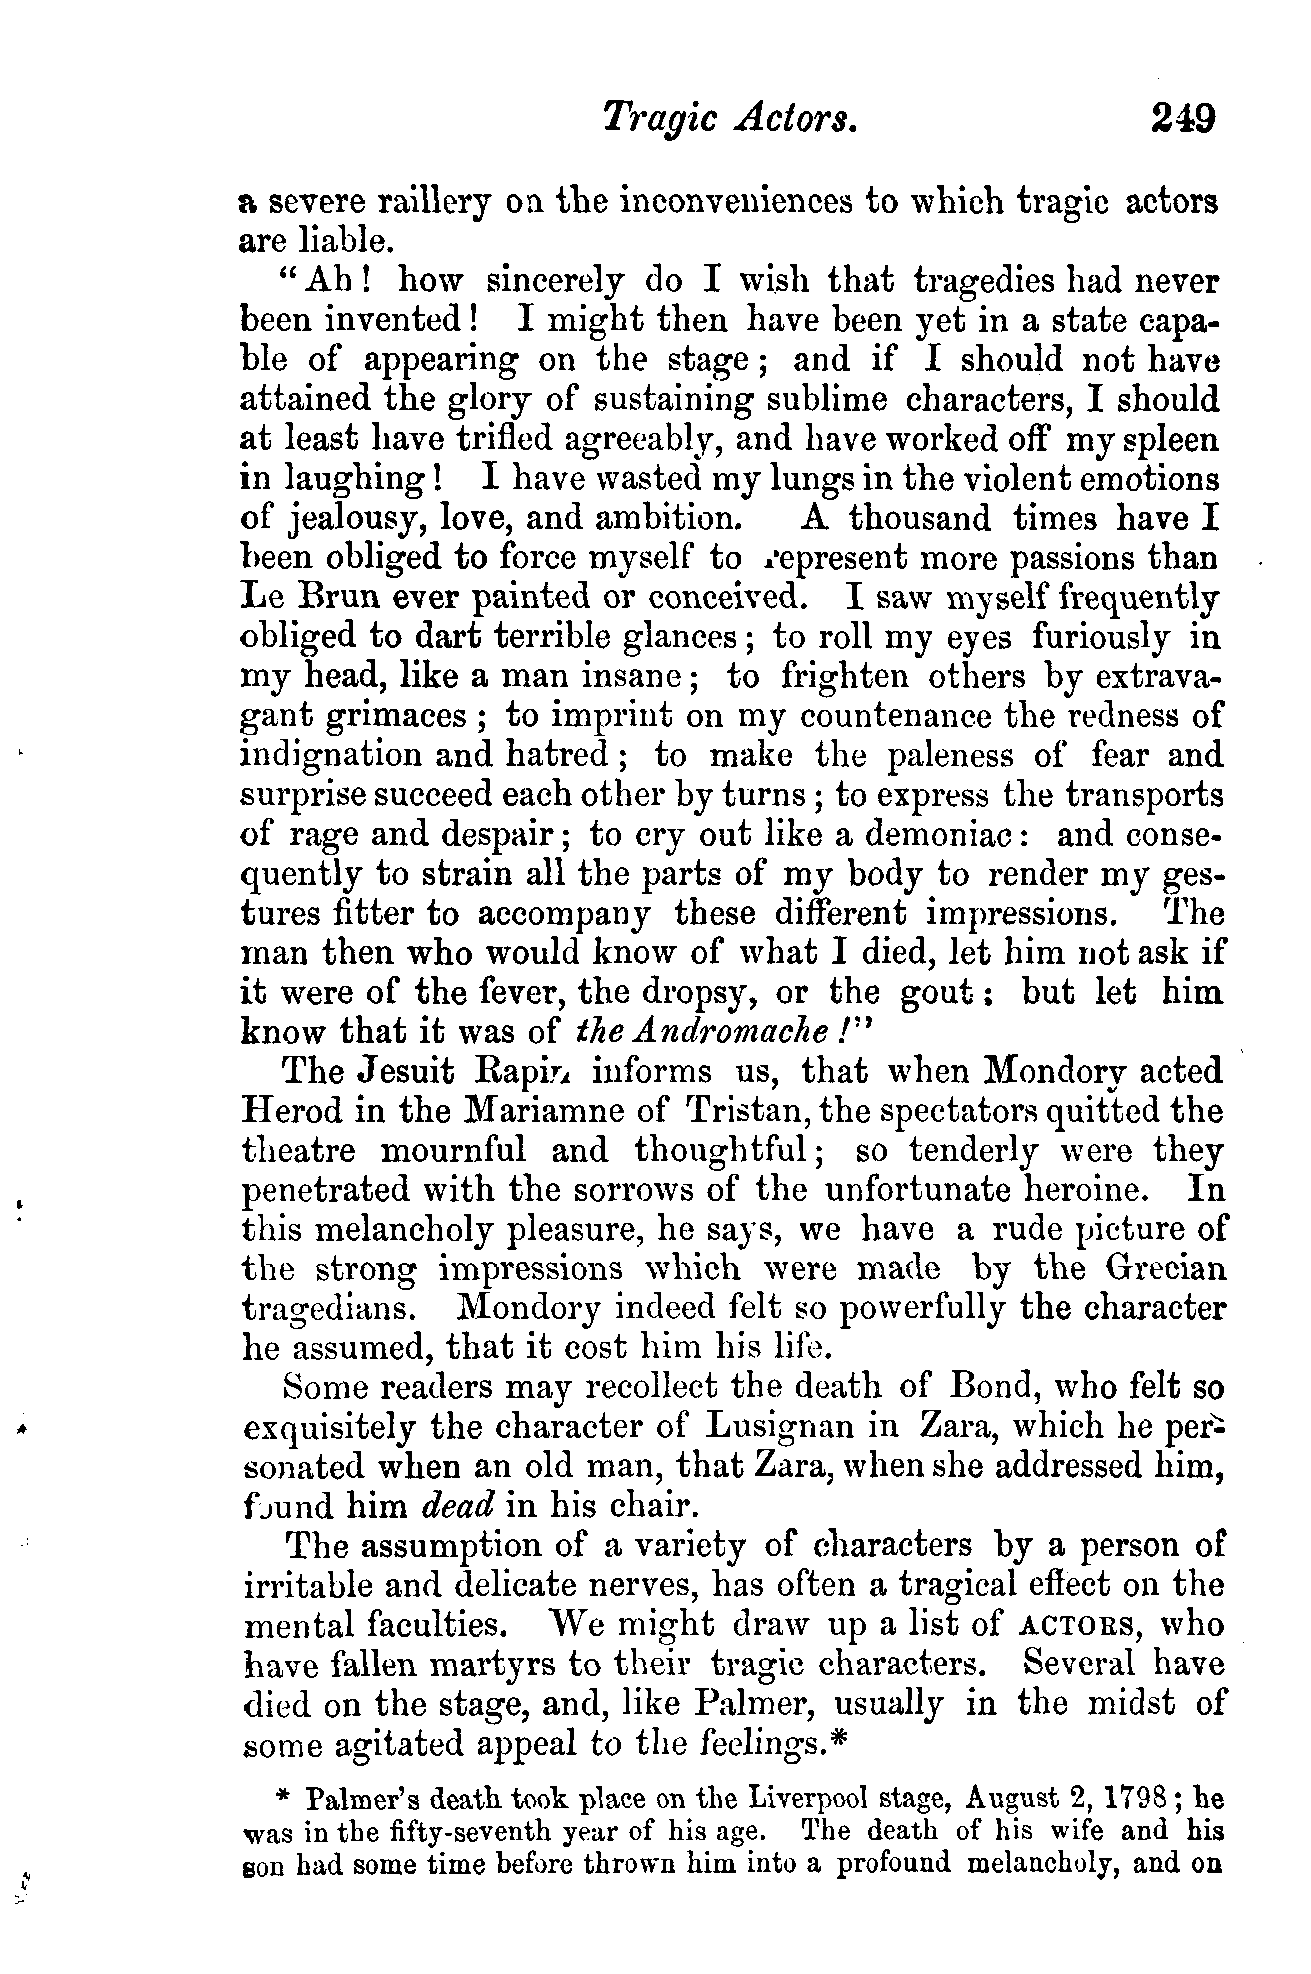 Tragic Actors. 249
a severe raillery on the inconveniences to which tragic actors
are liable.
“Ah! how sincerely do I wish that tragedies had never
been invented! I might then have been yet in a state capa-
ble of appearing on the stage; and if I should not have
attained the glory of sustaining sublime characters, I should
at least have trifled agreeably, and have worked off my spleen
in laughing! I have wasted my lungs in the violent emotions
of jealousy, love, and ambition. A thousand times have I
been obliged to force myself to represent more passions than
Le Brun ever painted or conceived. I saw myself frequently
obliged to dart terrible glances; to roll my eyes furiously in
my head, like a man insane; to frighten others by extrava-
gant grimaces; to imprint on my countenance the redness of
indignation and hatred; to make the paleness of fear and
surprise succeed each other by turns; to express the transports
of rage and despair; to cry out like a demoniac: and conse-
quently to strain all the parts of my body to render my ges-
tures fitter to accompany these different impressions. The
man then who would know of what I died, let him not ask if
it were of the fever, the dropsy, or the gout; but let him
know that it was of the Andromache!”
The Jesuit Rapin informs us, that when Mondory acted
Herod in the Mariamne of Tristan, the spectators quitted the
theatre mournful and thoughtful; so tenderly were they
penetrated with the sorrows of the unfortunate heroine. In
this melancholy pleasure, he says, we have a rude picture of
the strong impressions which were made by the Grecian
tragedians. Mondory indeed felt so powerfully the character
he assumed, that it cost him his life.
Some readers may recollect the death of Bond, who felt so
exquisitely the character of Lusignan in Zara, which he per-
sonated when an old man, that Zara, when she addressed him,
found him dead in his chair.
The assumption of a variety of characters by a person of
irritable and delicate nerves, has often a tragical effect on the
mental faculties. We might draw up a list of ACTORS, who
have fallen martyrs to their tragic characters. Several have
died on the stage, and, like Palmer, usually in the midst of
some agitated appeal to the feelings.*
* Palmer’s death took place on the Liverpool stage, August 2, 1798; he
was in the fifty-seventh year of his age. The death of his wife and his
son had some time before thrown him into a profound melancholy, and on